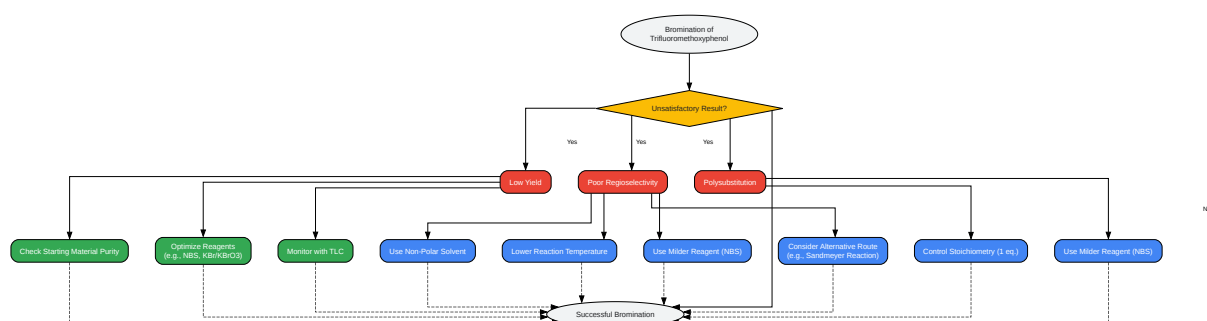 Bromination of
Trifluoromethoxyphenol
Unsatisfactory Result?
Yes
Yes
Yes
Low Yield
Poor Regioselectivity
Polysubstitution
N
Check Starting Material Purity
Optimize Reagents
(e.g., NBS, KBr/KBrO3)
Monitor with TLC
Use Non-Polar Solvent
Lower Reaction Temperature
Use Milder Reagent (NBS)
Consider Alternative Route
(e.g., Sandmeyer Reaction)
Control Stoichiometry (1 eq.)
Use Milder Reagent (NBS)
Successful Bromination